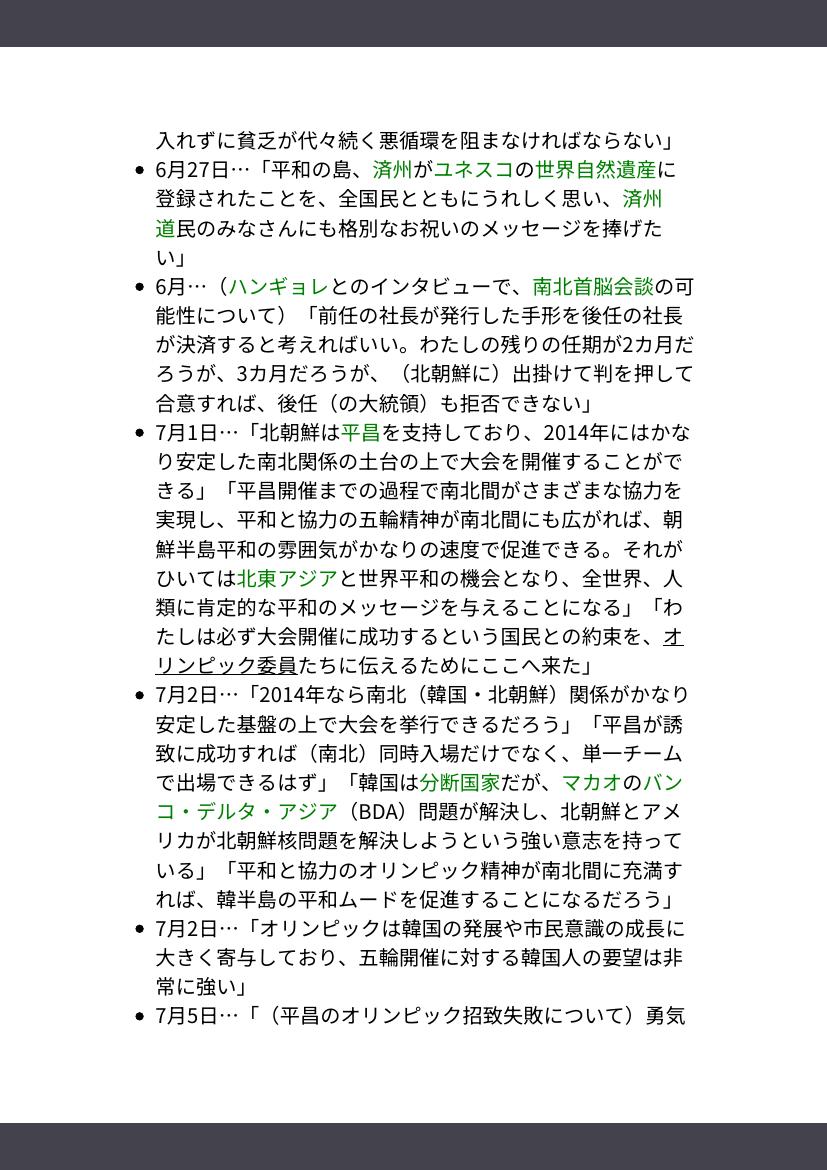 入れずに貧乏が代々続く悪循環を阻まなければならない」
• 6月27日…「平和の島、済州がユネスコの世界自然遺産に
登録されたことを、全国民とともにうれしく思い、済州
道民のみなさんにも格別なお祝いのメッセージを捧げた
い」
• 6月…（ハンギョレとのインタビューで、南北首脳会談の可
能性について）「前任の社長が発行した手形を後任の社長
が決済すると考えればいい。わたしの残りの任期が2カ月だ
ろうが、3カ月だろうが、（北朝鮮に）出掛けて判を押して
合意すれば、後任（の大統領）も拒否できない」
• 7月1日…「北朝鮮は平昌を支持しており、2014年にはかな
り安定した南北関係の土台の上で大会を開催することがで
きる」「平昌開催までの過程で南北間がさまざまな協力を
実現し、平和と協力の五輪精神が南北間にも広がれば、朝
鮮半島平和の雰囲気がかなりの速度で促進できる。それが
ひいては北東アジアと世界平和の機会となり、全世界、人
類に肯定的な平和のメッセージを与えることになる」「わ
たしは必ず大会開催に成功するという国民との約束を、オ
リンピック委員たちに伝えるためにここへ来た」
• 7月2日…「2014年なら南北（韓国・北朝鮮）関係がかなり
安定した基盤の上で大会を挙行できるだろう」「平昌が誘
致に成功すれば（南北）同時入場だけでなく、単一チーム
で出場できるはず」「韓国は分断国家だが、マカオのバン
コ・デルタ・アジア（BDA）問題が解決し、北朝鮮とアメ
リカが北朝鮮核問題を解決しようという強い意志を持って
いる」「平和と協力のオリンピック精神が南北間に充満す
れば、韓半島の平和ムードを促進することになるだろう」
• 7月2日…「オリンピックは韓国の発展や市民意識の成長に
大きく寄与しており、五輪開催に対する韓国人の要望は非
常に強い」
• 7月5日…「（平昌のオリンピック招致失敗について）勇気